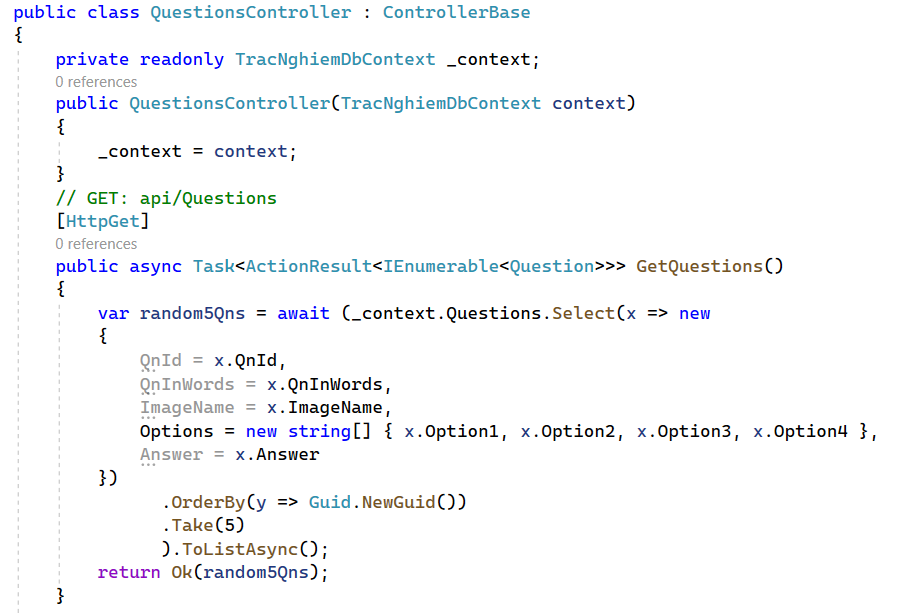 public class QuestionsController : ControllerBase
{
    private readonly TracNghiemDbContext _context;
    0 references
    public QuestionsController(TracNghiemDbContext context)
    {
        _context = context;
    }
    // GET: api/Questions
    [HttpGet]
    0 references
    public async Task<ActionResult<IEnumerable<Question>>> GetQuestions()
    {
        var random5Qns = await (_context.Questions.Select(x => new
        {
            QnId = x.QnId,
            QnInWords = x.QnInWords,
            ImageName = x.ImageName,
            Options = new string[] { x.Option1, x.Option2, x.Option3, x.Option4 },
            Answer = x.Answer
        })
              .OrderBy(y => Guid.NewGuid())
              .Take(5)
              ).ToListAsync();
        return Ok(random5Qns);
    }